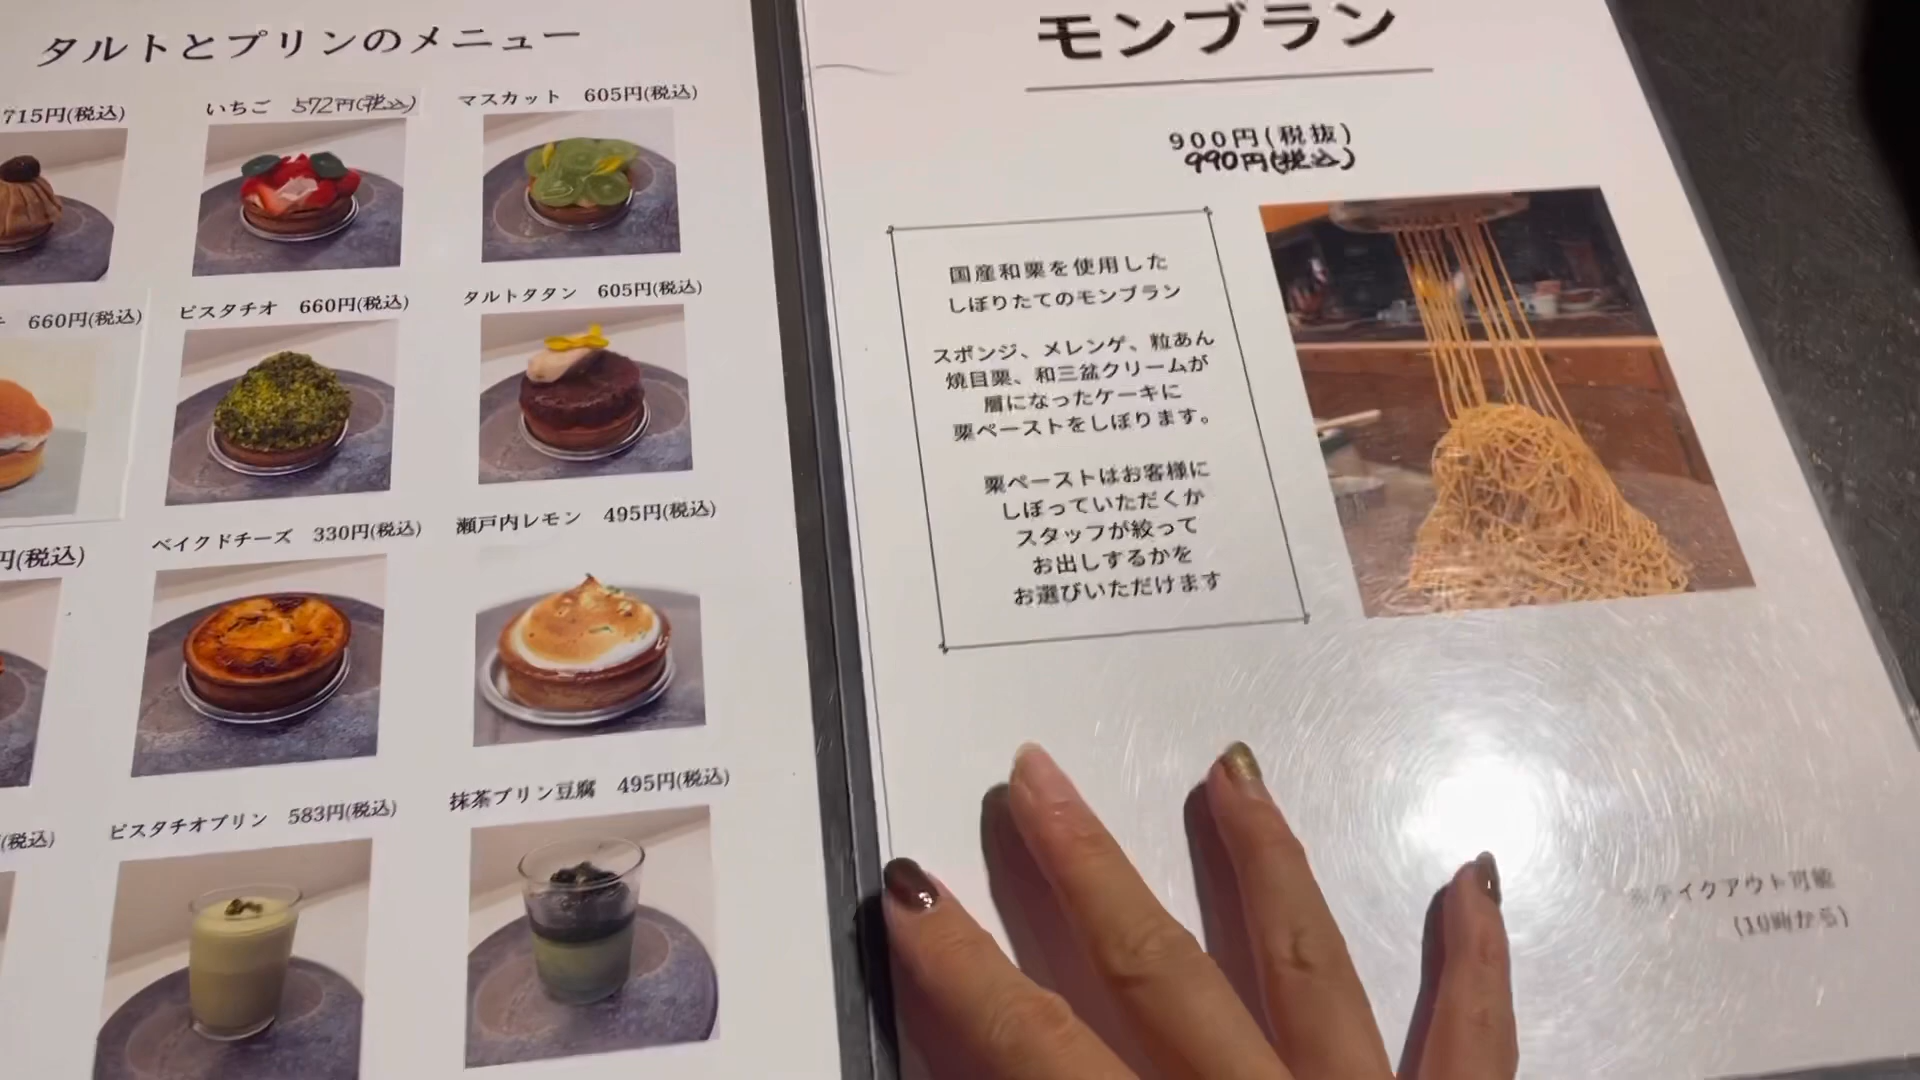 タルトとプリンのメニュー
715円(税込)
いちご 572円(税込)
マスカット 605円(税込)
660円(税込)
ピスタチオ 660円(税込)
タルトタタン 605円(税込)
円(税込)
ベイクドチーズ 330円(税込)
瀬戸内レモン 495円(税込)
(税込)
ピスタチオプリン 583円(税込)
抹茶プリン豆腐 495円(税込)
モンブラン
900円(税抜)
990円(税込)
国産和栗を使用した
しぼりたてのモンブラン
スポンジ、メレンゲ、粒あん
焼目栗、和三盆クリームが
層になったケーキに
栗ペーストをしぼります。
栗ペーストはお客様に
しぼっていただくか
スタッフが絞って
お出しするかを
お選びいただけます
テイクアウト可能
(10時から)